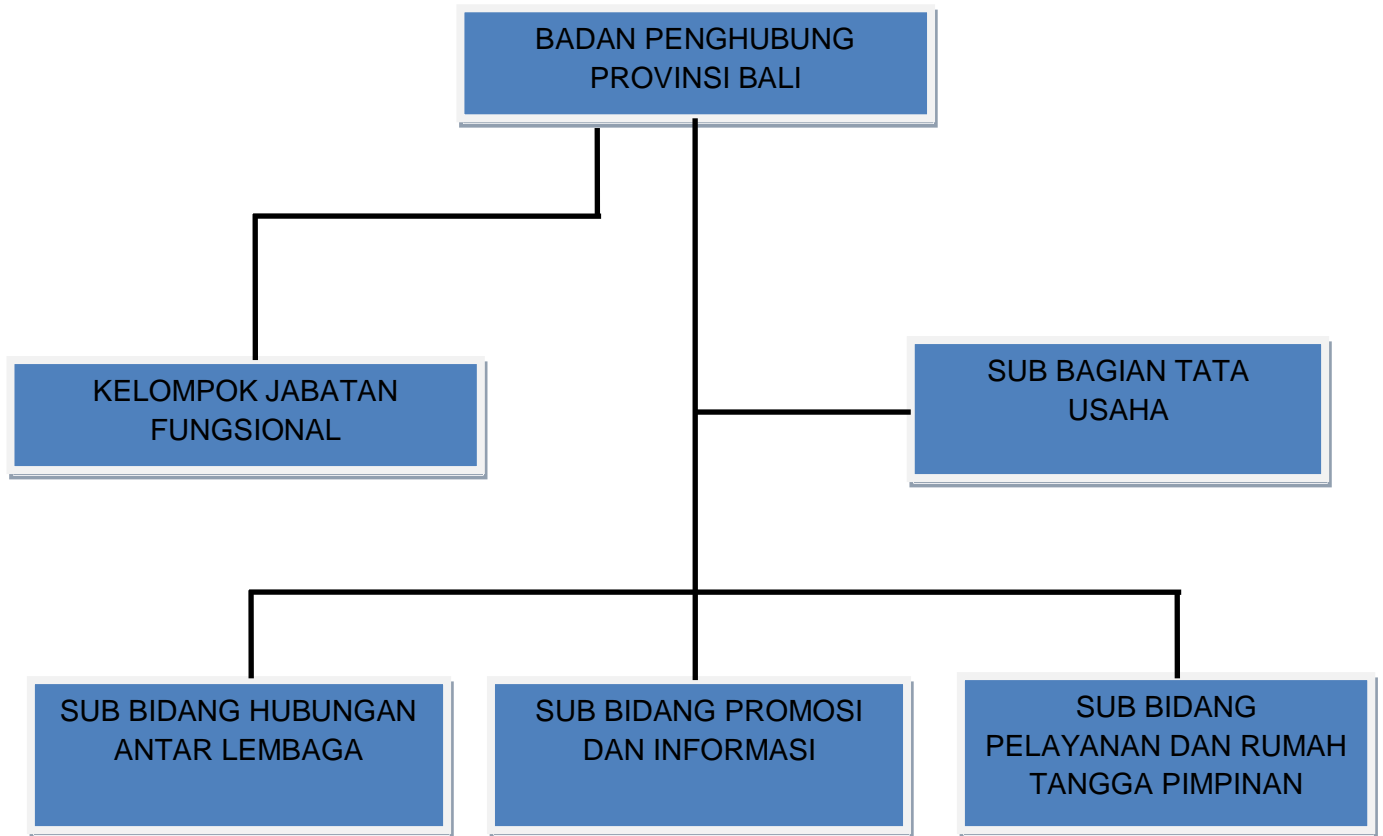 BADAN PENGHUBUNG
PROVINSI BALI
KELOMPOK JABATAN
FUNGSIONAL
SUB BAGIAN TATA
USAHA
SUB BIDANG HUBUNGAN
ANTAR LEMBAGA
SUB BIDANG PROMOSI
DAN INFORMASI
SUB BIDANG
PELAYANAN DAN RUMAH
TANGGA PIMPINAN